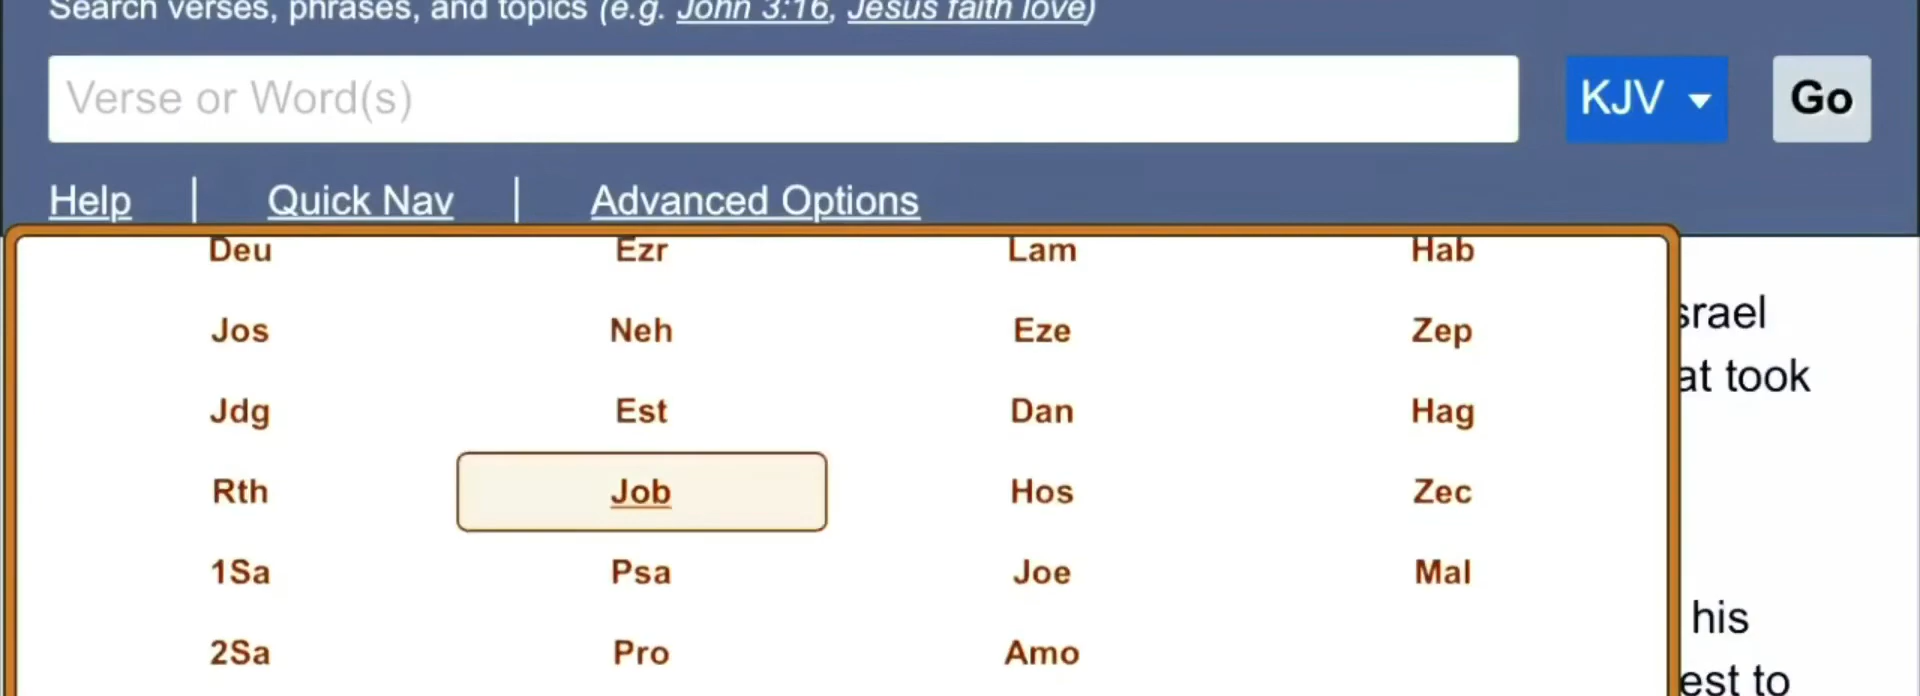 Search verses, phrases, and topics (e.g. John 3:16, Jesus faith love)
Verse or Word(s) KJV Go
Help | Quick Nav | Advanced Options
Deu Ezr Lam Hab
srael
Jos Neh Eze Zep
at took
Jdg Est Dan Hag
Rth Job Hos Zec
1Sa Psa Joe Mal
his
2Sa Pro Amo
est to